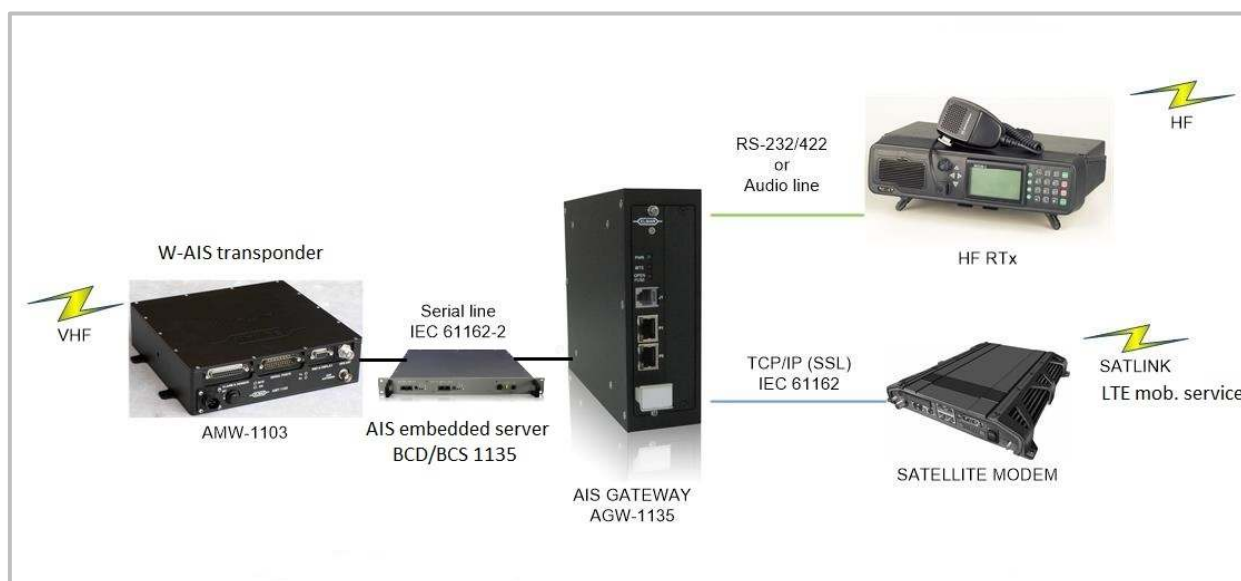 HF
RS-232/422
or
Audio line
HF RTx
W-AIS transponder
VHF
Serial line
IEC 61162-2
AMW-1103
AIS embedded server
BCD/BCS 1135
PWR
OPEN
AIS GATEWAY
AGW-1135
TCP/IP (SSL)
IEC 61162
SATLINK
LTE mob. service
SATELLITE MODEM